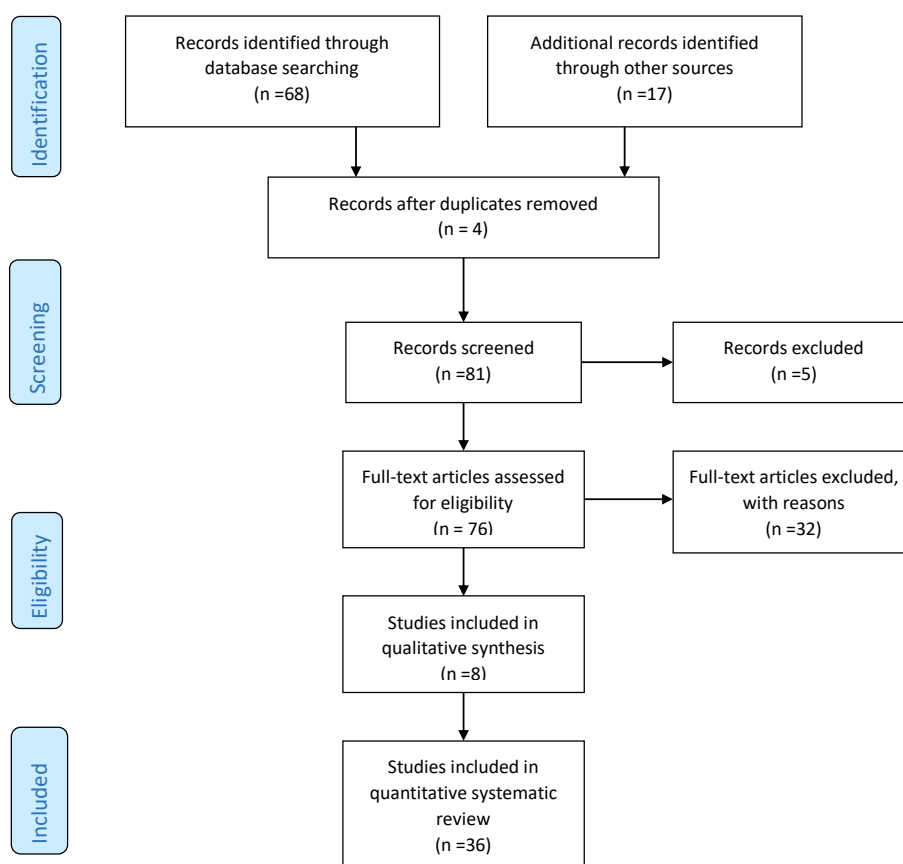 Identification
Records identified through
database searching
(n =68)
Additional records identified
through other sources
(n =17)
Records after duplicates removed
(n = 4)
Screening
Records screened
(n =81)
Records excluded
(n =5)
Eligibility
Full-text articles assessed
for eligibility
(n = 76)
Full-text articles excluded,
with reasons
(n =32)
Studies included in
qualitative synthesis
(n =8)
Included
Studies included in
quantitative systematic
review
(n =36)